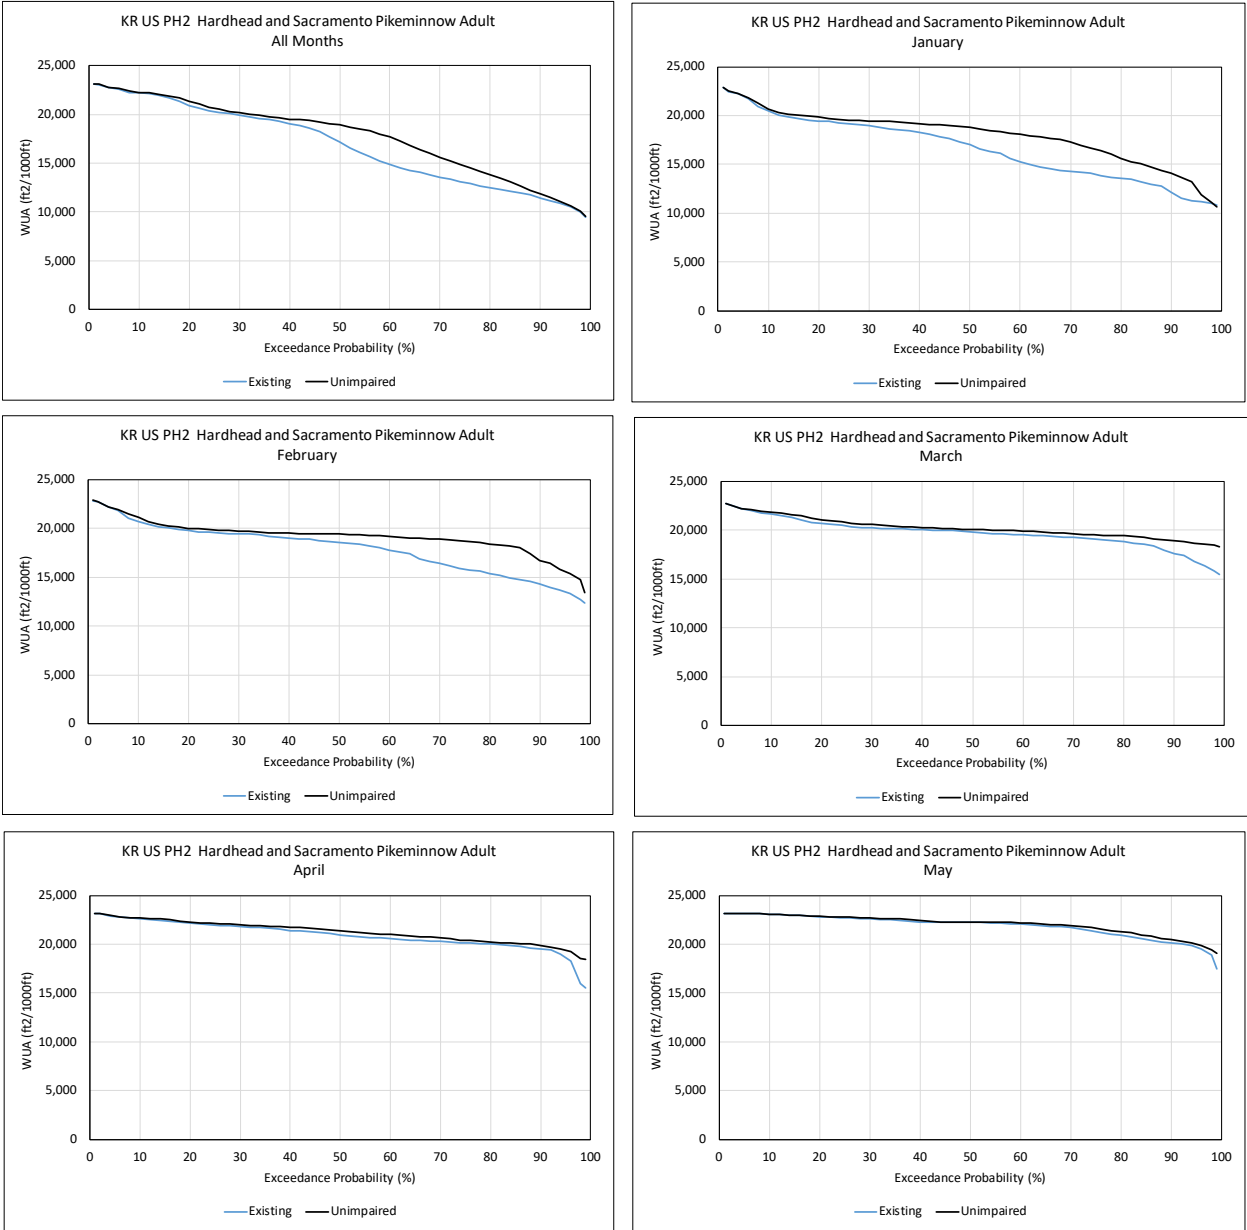 KR US PH2 Hardhead and Sacramento Pikeminnow Adult
All Months
25,000
20,000
15,000
10,000
5,000
0
WUA (ft2/1000ft)
0 10 20 30 40 50 60 70 80 90 100
Exceedance Probability (%)
Existing Unimpaired
KR US PH2 Hardhead and Sacramento Pikeminnow Adult
January
25,000
20,000
15,000
10,000
5,000
0
WUA (ft2/1000ft)
0 10 20 30 40 50 60 70 80 90 100
Exceedance Probability (%)
Existing Unimpaired
KR US PH2 Hardhead and Sacramento Pikeminnow Adult
February
25,000
20,000
15,000
10,000
5,000
0
WUA (ft2/1000ft)
0 10 20 30 40 50 60 70 80 90 100
Exceedance Probability (%)
Existing Unimpaired
KR US PH2 Hardhead and Sacramento Pikeminnow Adult
March
25,000
20,000
15,000
10,000
5,000
0
WUA (ft2/1000ft)
0 10 20 30 40 50 60 70 80 90 100
Exceedance Probability (%)
Existing Unimpaired
KR US PH2 Hardhead and Sacramento Pikeminnow Adult
April
25,000
20,000
15,000
10,000
5,000
0
WUA (ft2/1000ft)
0 10 20 30 40 50 60 70 80 90 100
Exceedance Probability (%)
Existing Unimpaired
KR US PH2 Hardhead and Sacramento Pikeminnow Adult
May
25,000
20,000
15,000
10,000
5,000
0
WUA (ft2/1000ft)
0 10 20 30 40 50 60 70 80 90 100
Exceedance Probability (%)
Existing Unimpaired